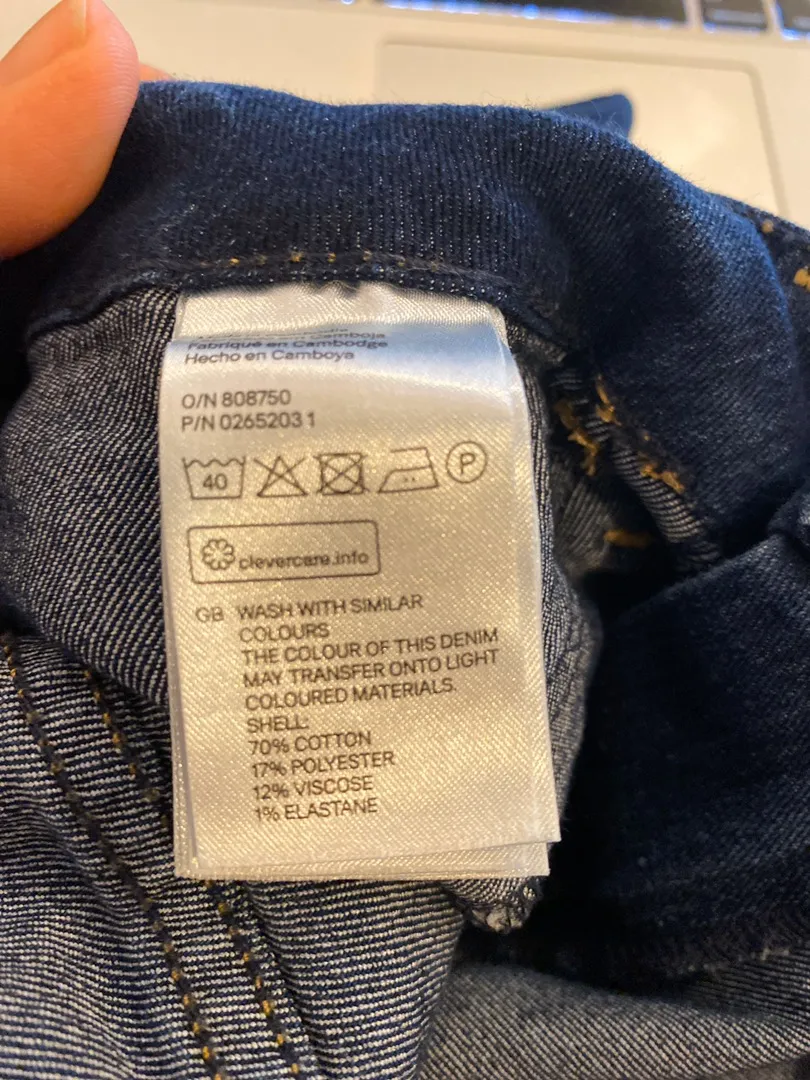 Fabriqué en Cambodge
Hecho en Camboya
O/N 808750
P/N 02652031
40
P
clevercare.info
GB WASH WITH SIMILAR
COLOURS
THE COLOUR OF THIS DENIM
MAY TRANSFER ONTO LIGHT
COLOURED MATERIALS.
SHELL:
70% COTTON
17% POLYESTER
12% VISCOSE
1% ELASTANE